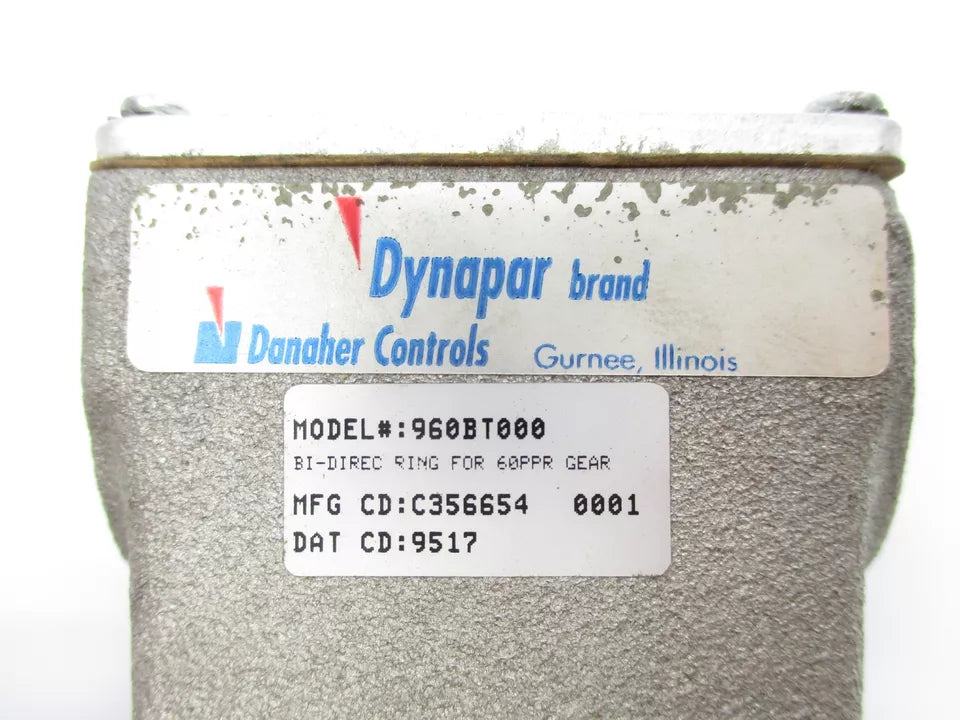 Dynapar brand
Danaher Controls Gurnee, Illinois
MODEL#:960BT000
BI-DIREC RING FOR 60PPR GEAR
MFG CD:C356654 0001
DAT CD:9517